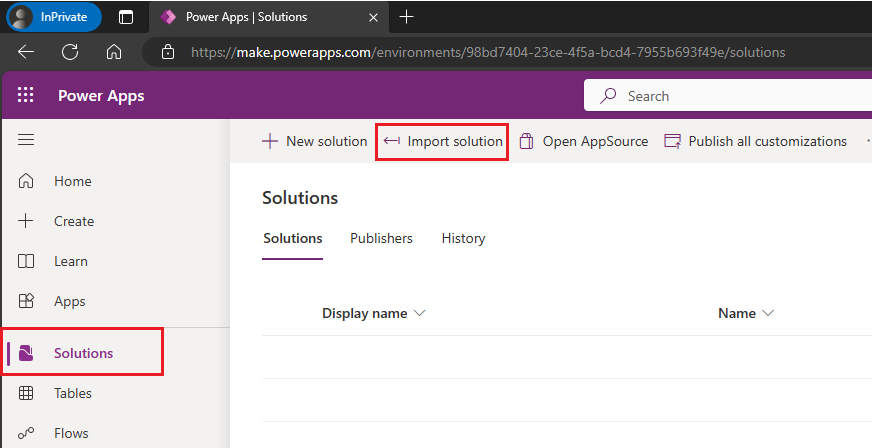 InPrivate
Power Apps | Solutions
https://make.powerapps.com/environments/98bd7404-23ce-4f5a-bcd4-7955b693f49e/solutions
Power Apps
Search
New solution
Import solution
Open AppSource
Publish all customizations
Home
Create
Learn
Apps
Solutions
Tables
Flows
Solutions
Solutions
Publishers
History
Display name
Name